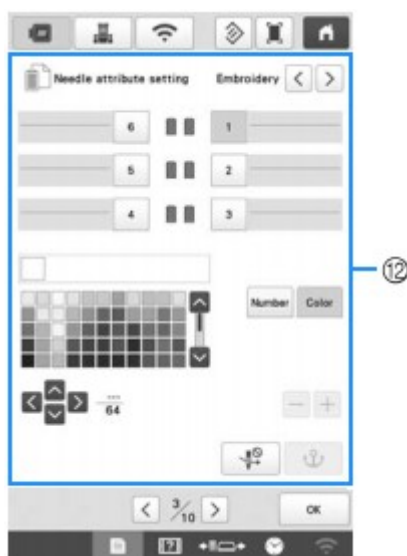 Needle attribute setting Embroidery
6 1
5 2
4 3
Number Color
---
64
- +
3/10 OK
⑫